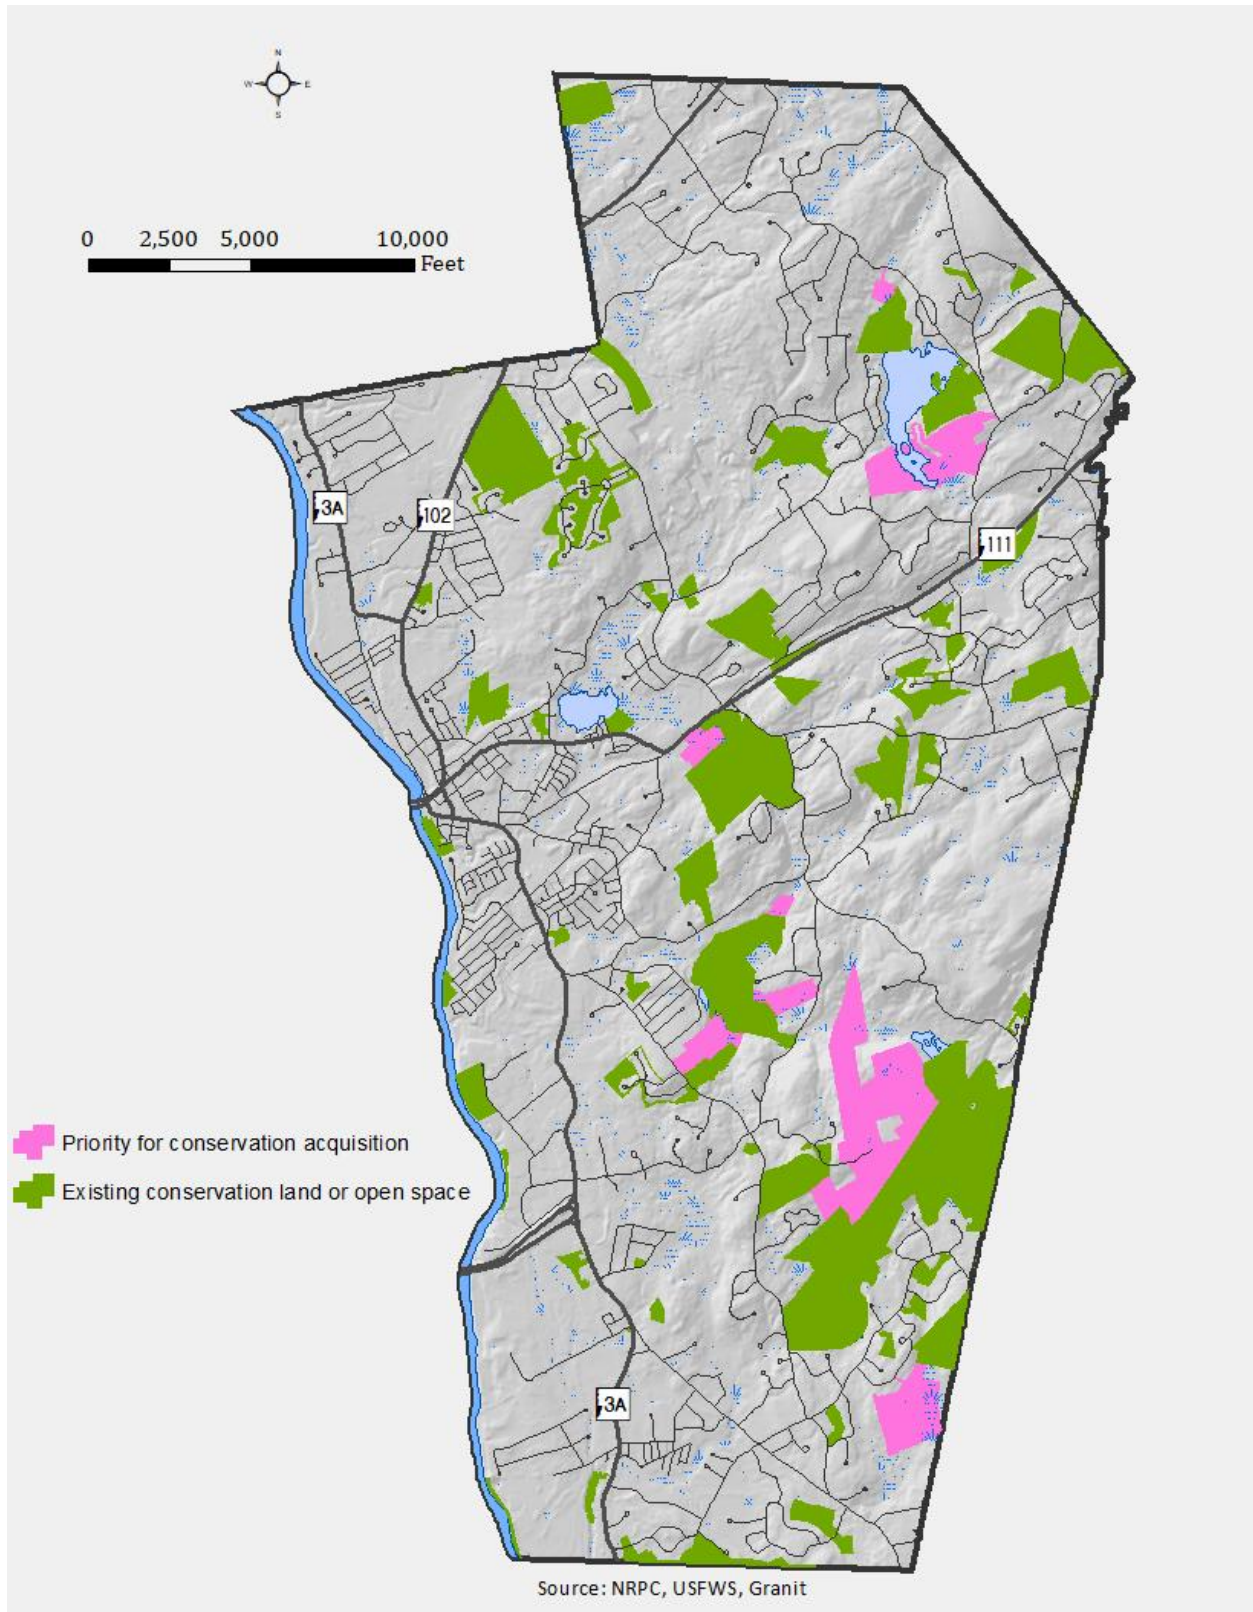 N
W E
S
0 2,500 5,000 10,000
Feet
3A
102
111
Priority for conservation acquisition
Existing conservation land or open space
3A
Source: NRPC, USFWS, Granit